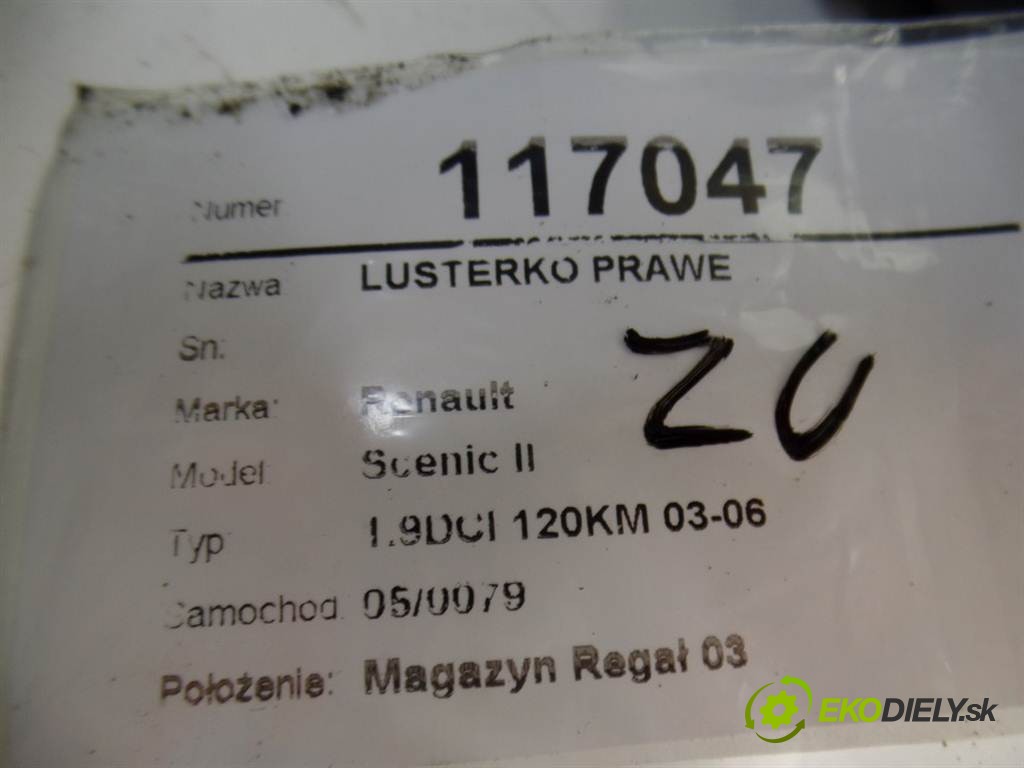 Numer 117047
Nazwa LUSTERKO PRAWE
Sn:
Marka: Renault
Model Scenic II
Typ 1.9DCI 120KM 03-06
Samochod 05/0079
Położenie: Magazyn Regał 03
ZU
EKODIELY.sk